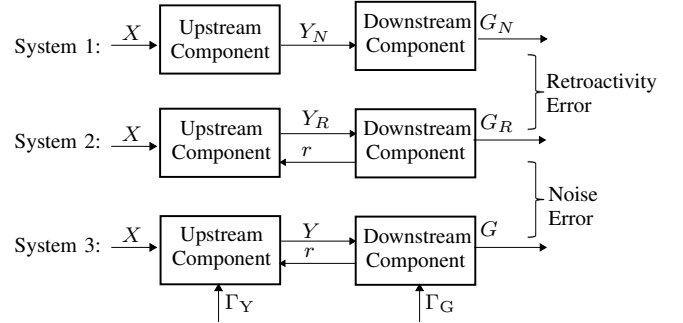 System 1:
X
Upstream
Component
Y_N
Downstream
Component
G_N
Retroactivity
Error
System 2:
X
Upstream
Component
Y_R
r
Downstream
Component
G_R
Noise
Error
System 3:
X
Upstream
Component
Y
r
Downstream
Component
G
Γ_Y
Γ_G